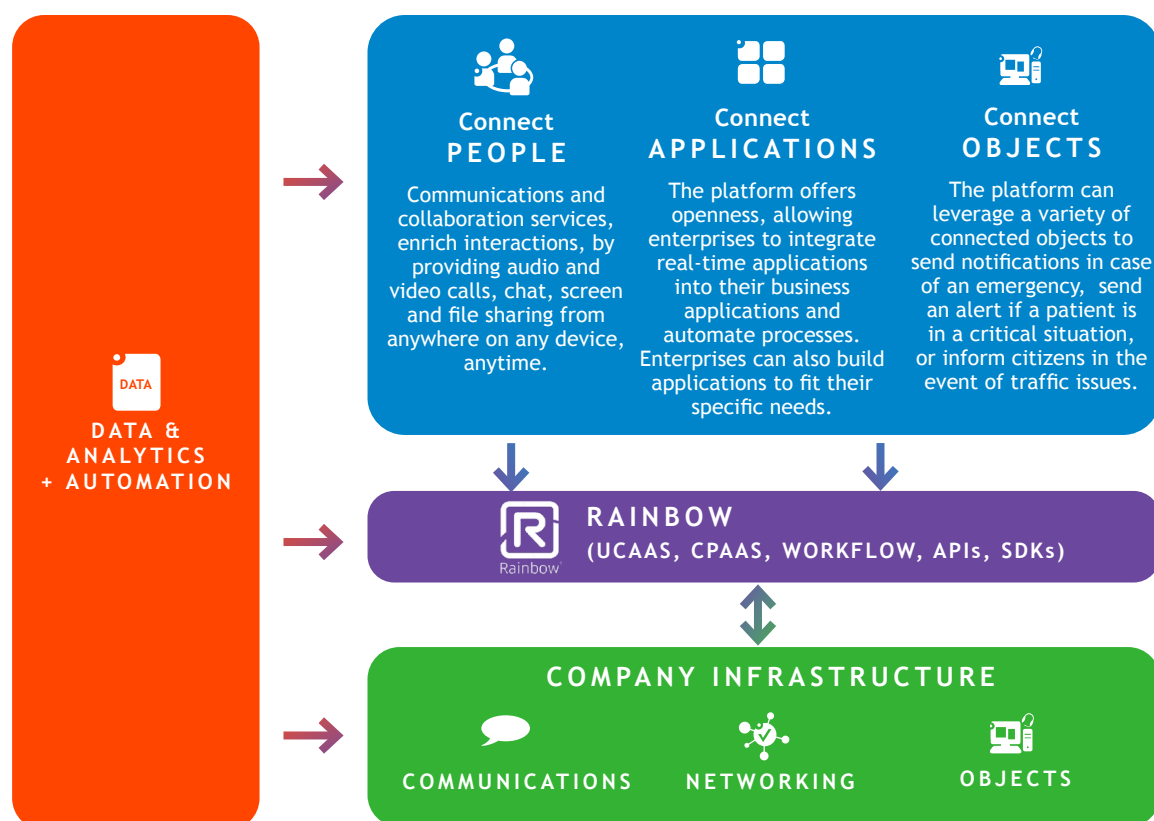 DATA
DATA &
ANALYTICS
+ AUTOMATION
Connect
PEOPLE
Communications and
collaboration services,
enrich interactions, by
providing audio and
video calls, chat, screen
and file sharing from
anywhere on any device,
anytime.
Connect
APPLICATIONS
The platform offers
openness, allowing
enterprises to integrate
real-time applications
into their business
applications and
automate processes.
Enterprises can also build
applications to fit their
specific needs.
Connect
OBJECTS
The platform can
leverage a variety of
connected objects to
send notifications in case
of an emergency, send
an alert if a patient is
in a critical situation,
or inform citizens in the
event of traffic issues.
R
Rainbow
RAINBOW
(UCAAS, CPAAS, WORKFLOW, APIs, SDKs)
COMPANY INFRASTRUCTURE
COMMUNICATIONS
NETWORKING
OBJECTS